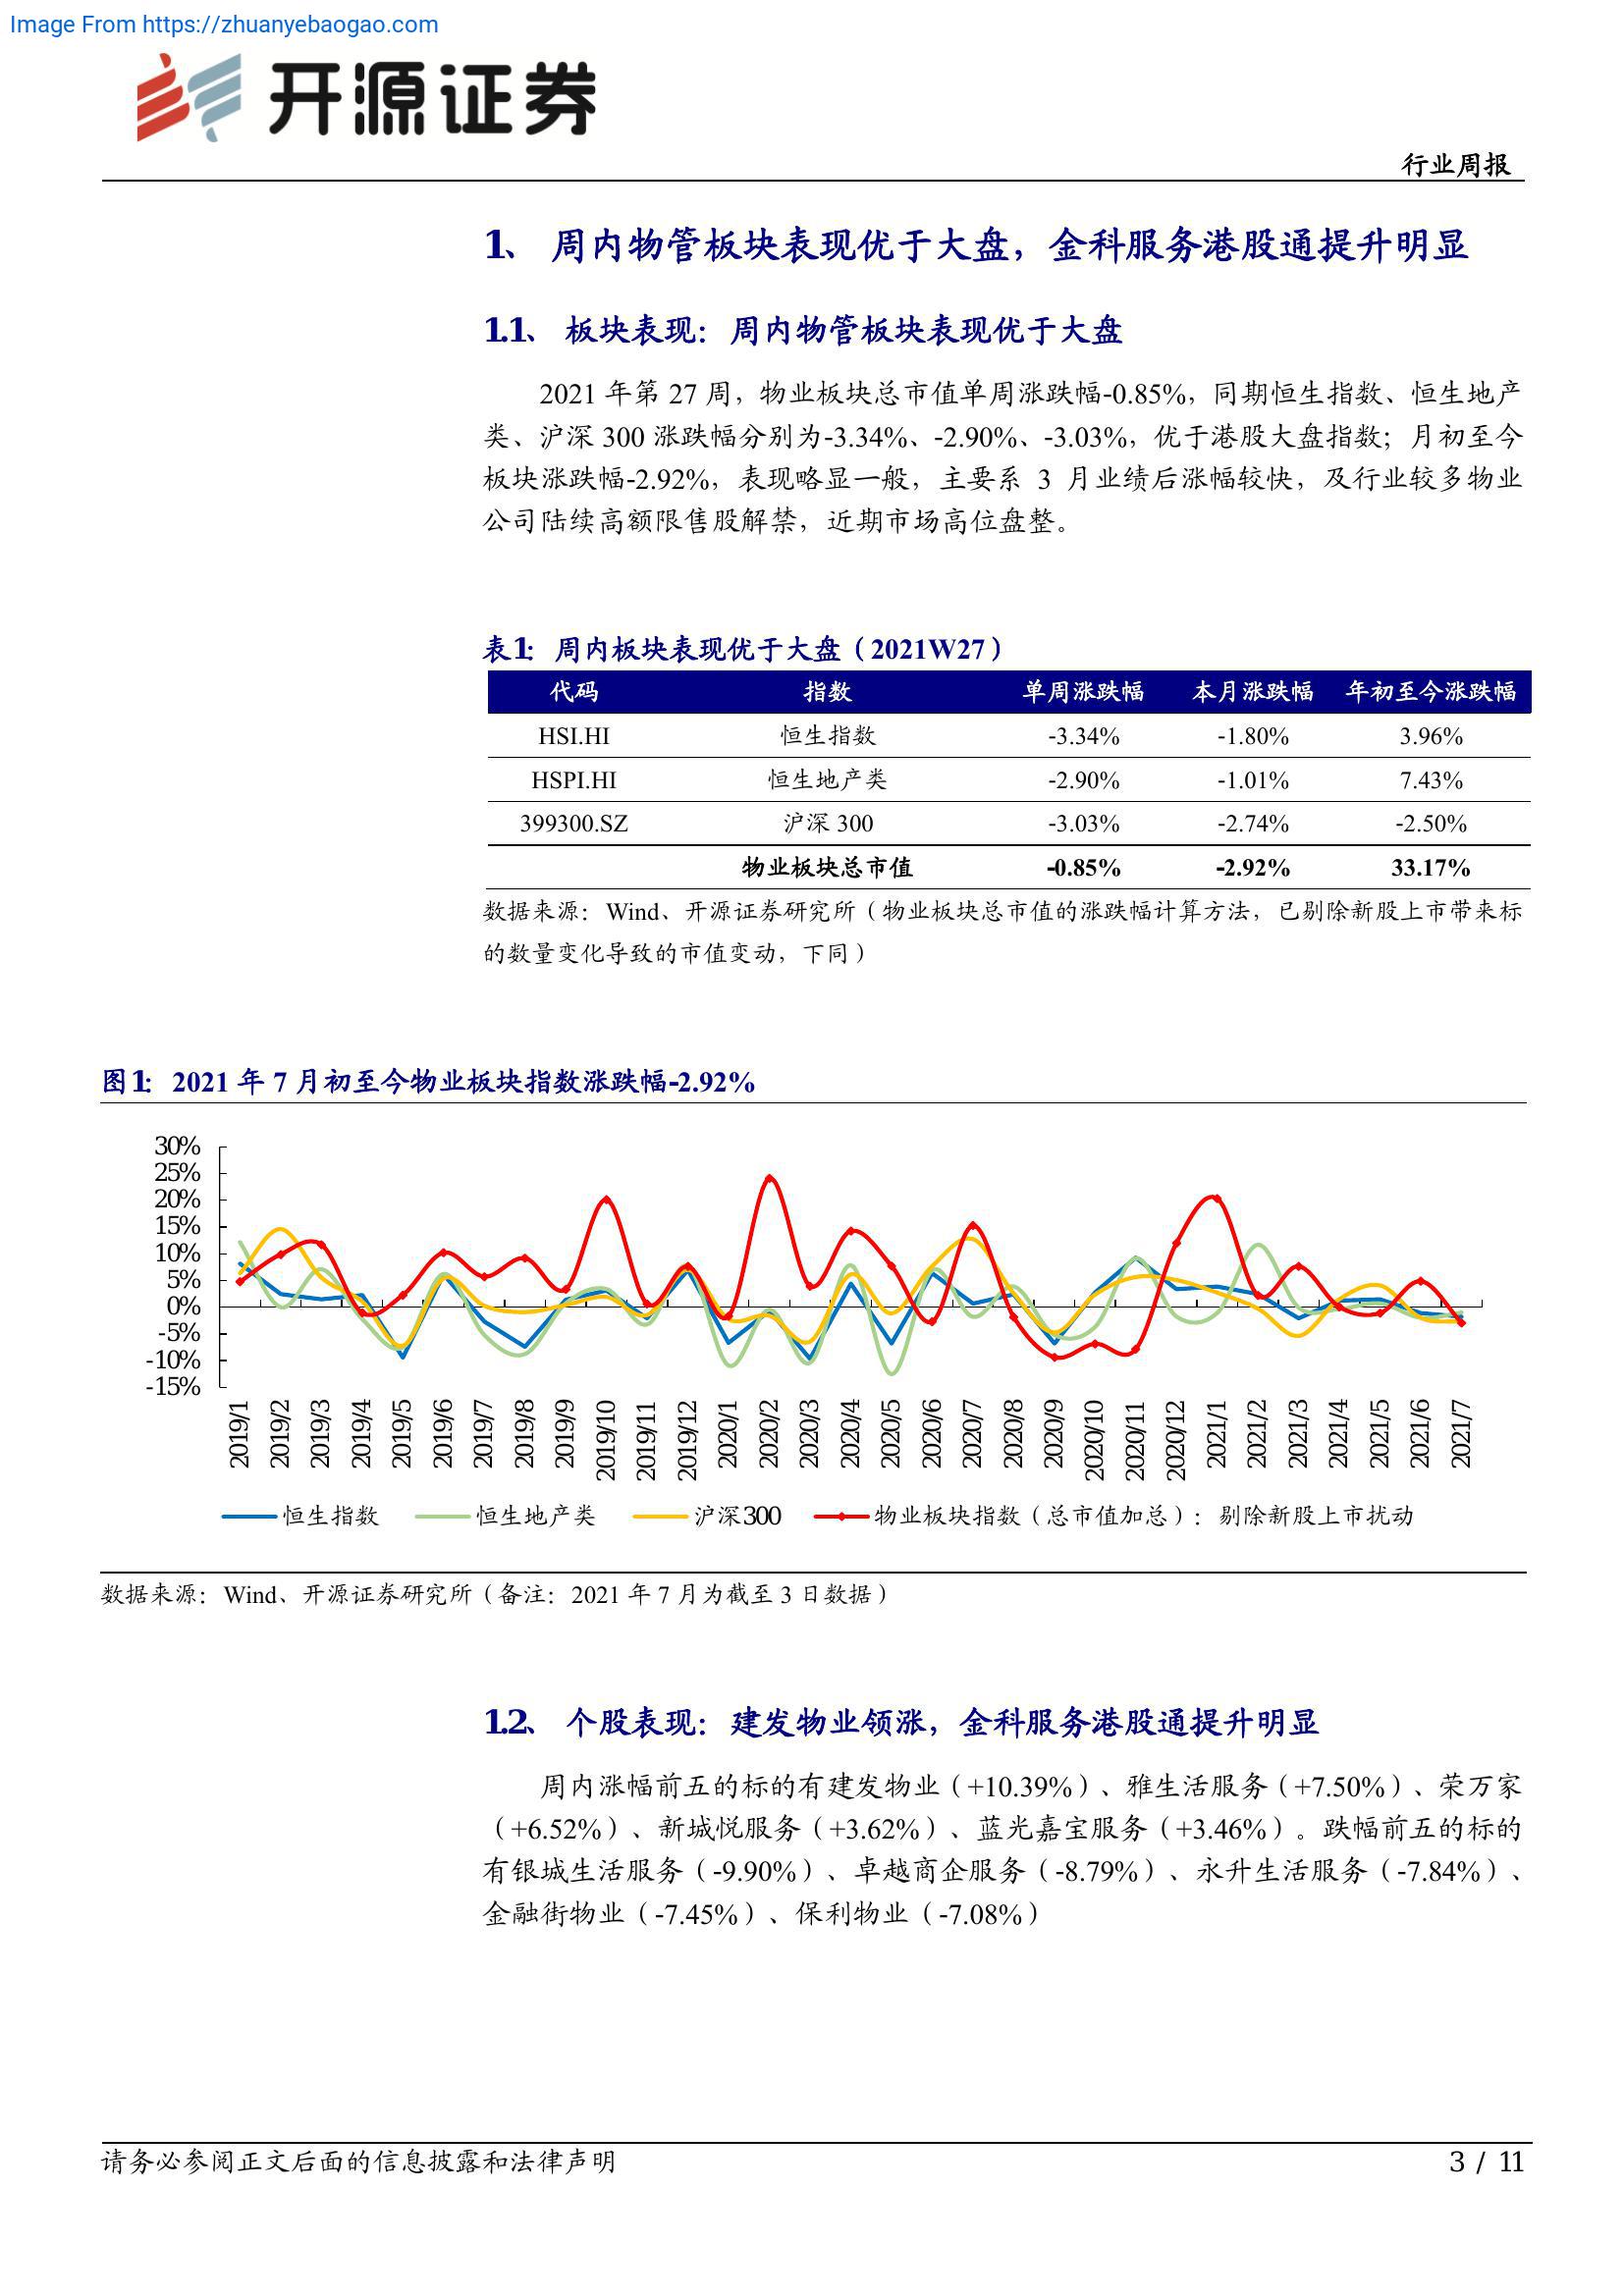 Image From https://zhuanyebaogao.com
开源证券
行业周报
1、 周内物管板块表现优于大盘，金科服务港股通提升明显
1.1、 板块表现：周内物管板块表现优于大盘
2021 年第 27 周，物业板块总市值单周涨跌幅-0.85%，同期恒生指数、恒生地产
类、沪深 300 涨跌幅分别为-3.34%、-2.90%、-3.03%，优于港股大盘指数；月初至今
板块涨跌幅-2.92%，表现略显一般，主要系 3 月业绩后涨幅较快，及行业较多物业
公司陆续高额限售股解禁，近期市场高位盘整。
表1： 周内板块表现优于大盘（2021W27）
代码 指数 单周涨跌幅 本月涨跌幅 年初至今涨跌幅
HSI.HI 恒生指数 -3.34% -1.80% 3.96%
HSPI.HI 恒生地产类 -2.90% -1.01% 7.43%
399300.SZ 沪深 300 -3.03% -2.74% -2.50%
物业板块总市值 -0.85% -2.92% 33.17%
数据来源：Wind、开源证券研究所（物业板块总市值的涨跌幅计算方法，已剔除新股上市带来标
的数量变化导致的市值变动，下同）
图1： 2021 年 7 月初至今物业板块指数涨跌幅-2.92%
30%
25%
20%
15%
10%
5%
0%
-5%
-10%
-15%
2019/1 2019/2 2019/3 2019/4 2019/5 2019/6 2019/7 2019/8 2019/9 2019/10 2019/11 2019/12 2020/1 2020/2 2020/3 2020/4 2020/5 2020/6 2020/7 2020/8 2020/9 2020/10 2020/11 2020/12 2021/1 2021/2 2021/3 2021/4 2021/5 2021/6 2021/7
恒生指数 恒生地产类 沪深300 物业板块指数（总市值加总）：剔除新股上市扰动
数据来源：Wind、开源证券研究所（备注：2021 年 7 月为截至 3 日数据）
1.2、 个股表现：建发物业领涨，金科服务港股通提升明显
周内涨幅前五的标的有建发物业（+10.39%）、雅生活服务（+7.50%）、荣万家
（+6.52%）、新城悦服务（+3.62%）、蓝光嘉宝服务（+3.46%）。跌幅前五的标的
有银城生活服务（-9.90%）、卓越商企服务（-8.79%）、永升生活服务（-7.84%）、
金融街物业（-7.45%）、保利物业（-7.08%）
请务必参阅正文后面的信息披露和法律声明
3 / 11